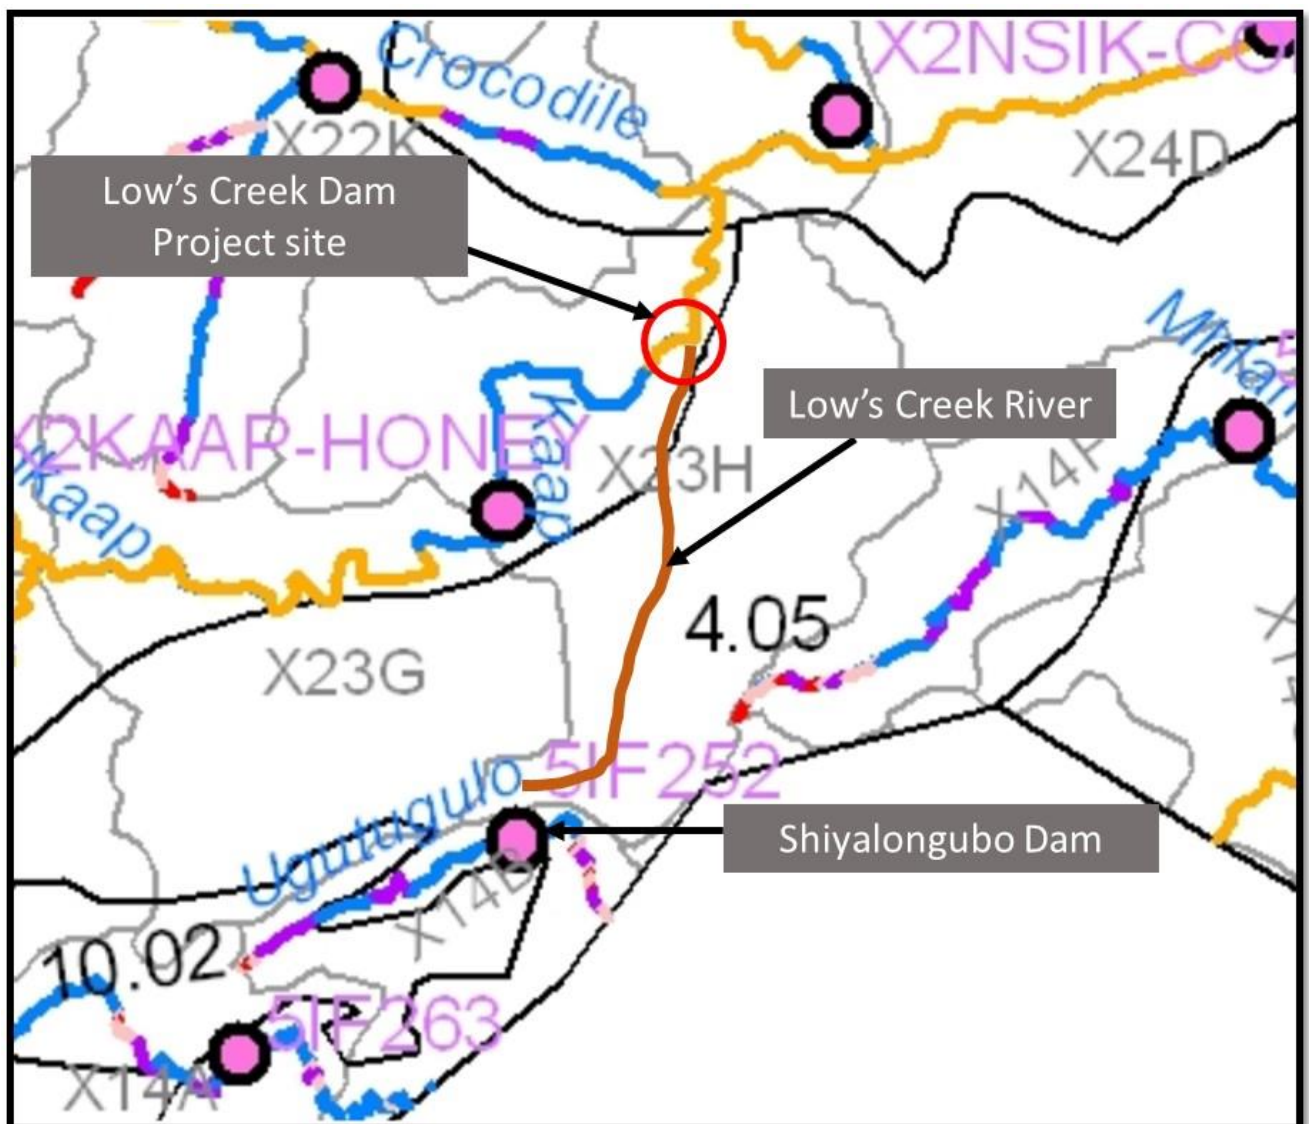 Crocodile
X2NSIK-CO
X22K
X24D
Low's Creek Dam
Project site
Mhlam
Low's Creek River
X2KAAP-HONEY
Kaap
X23H
X14F
Kaap
4.05
X23G
5IF252
Ugutugulo
Shiyalongubo Dam
X14B
10.02
5IF263
X14A